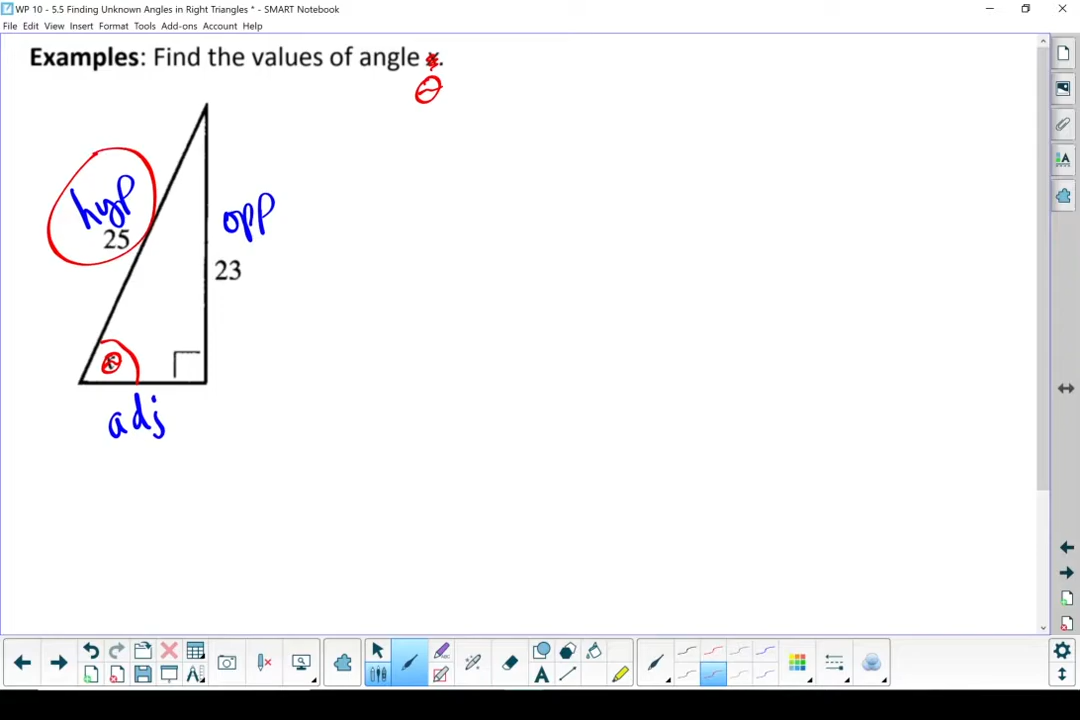 WP 10 - 5.5 Finding Unknown Angles in Right Triangles * - SMART Notebook
File Edit View Insert Format Tools Add-ons Account Help
Examples: Find the values of angle x.
θ
hyp
25
opp
23
x
adj